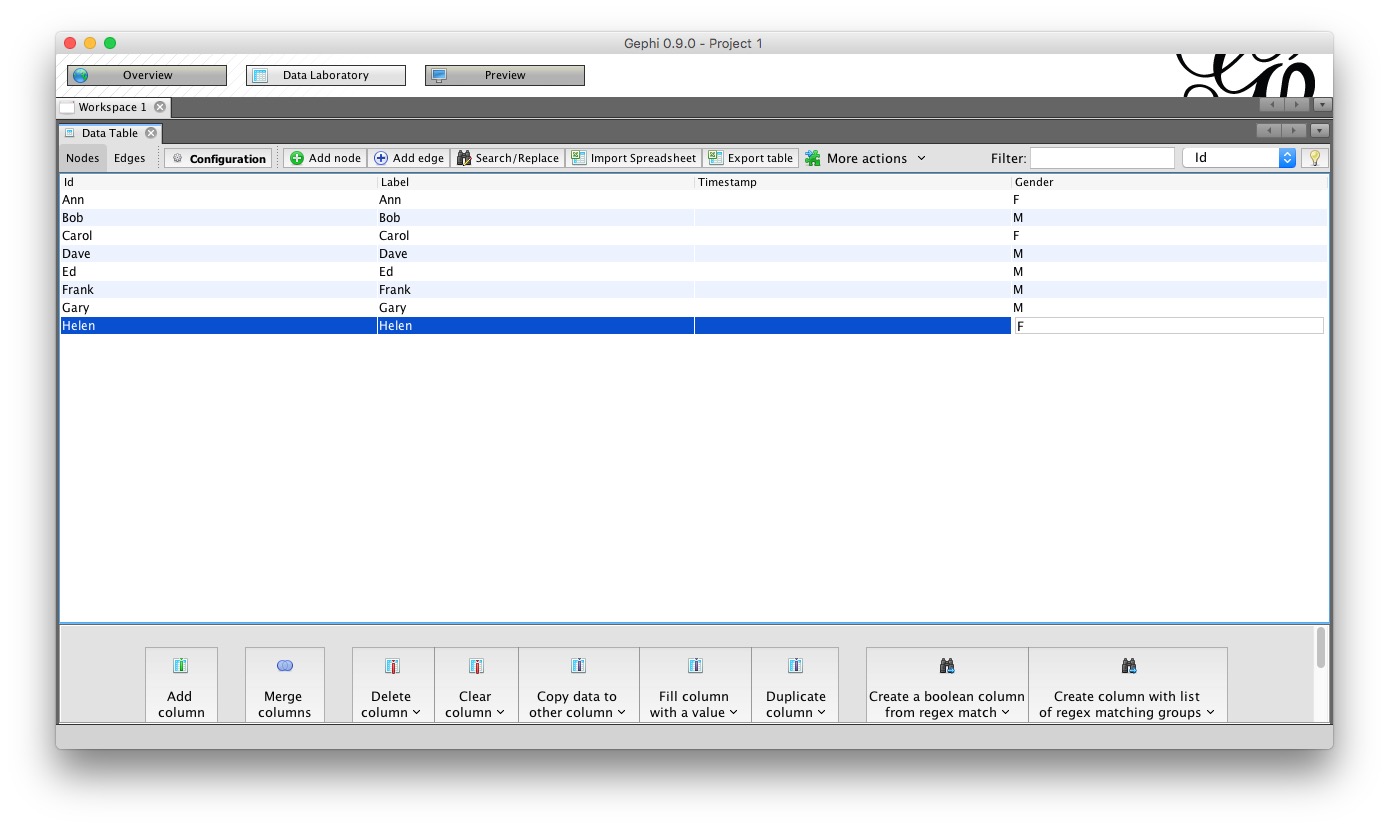 Gephi 0.9.0 - Project 1
Overview Data Laboratory Preview
Workspace 1
Data Table
Nodes Edges Configuration Add node Add edge Search/Replace Import Spreadsheet Export table More actions Filter: Id
Id Label Timestamp Gender
Ann Ann F
Bob Bob M
Carol Carol F
Dave Dave M
Ed Ed M
Frank Frank M
Gary Gary M
Helen Helen F
Add column
Merge columns
Delete column
Clear column
Copy data to other column
Fill column with a value
Duplicate column
Create a boolean column from regex match
Create column with list of regex matching groups